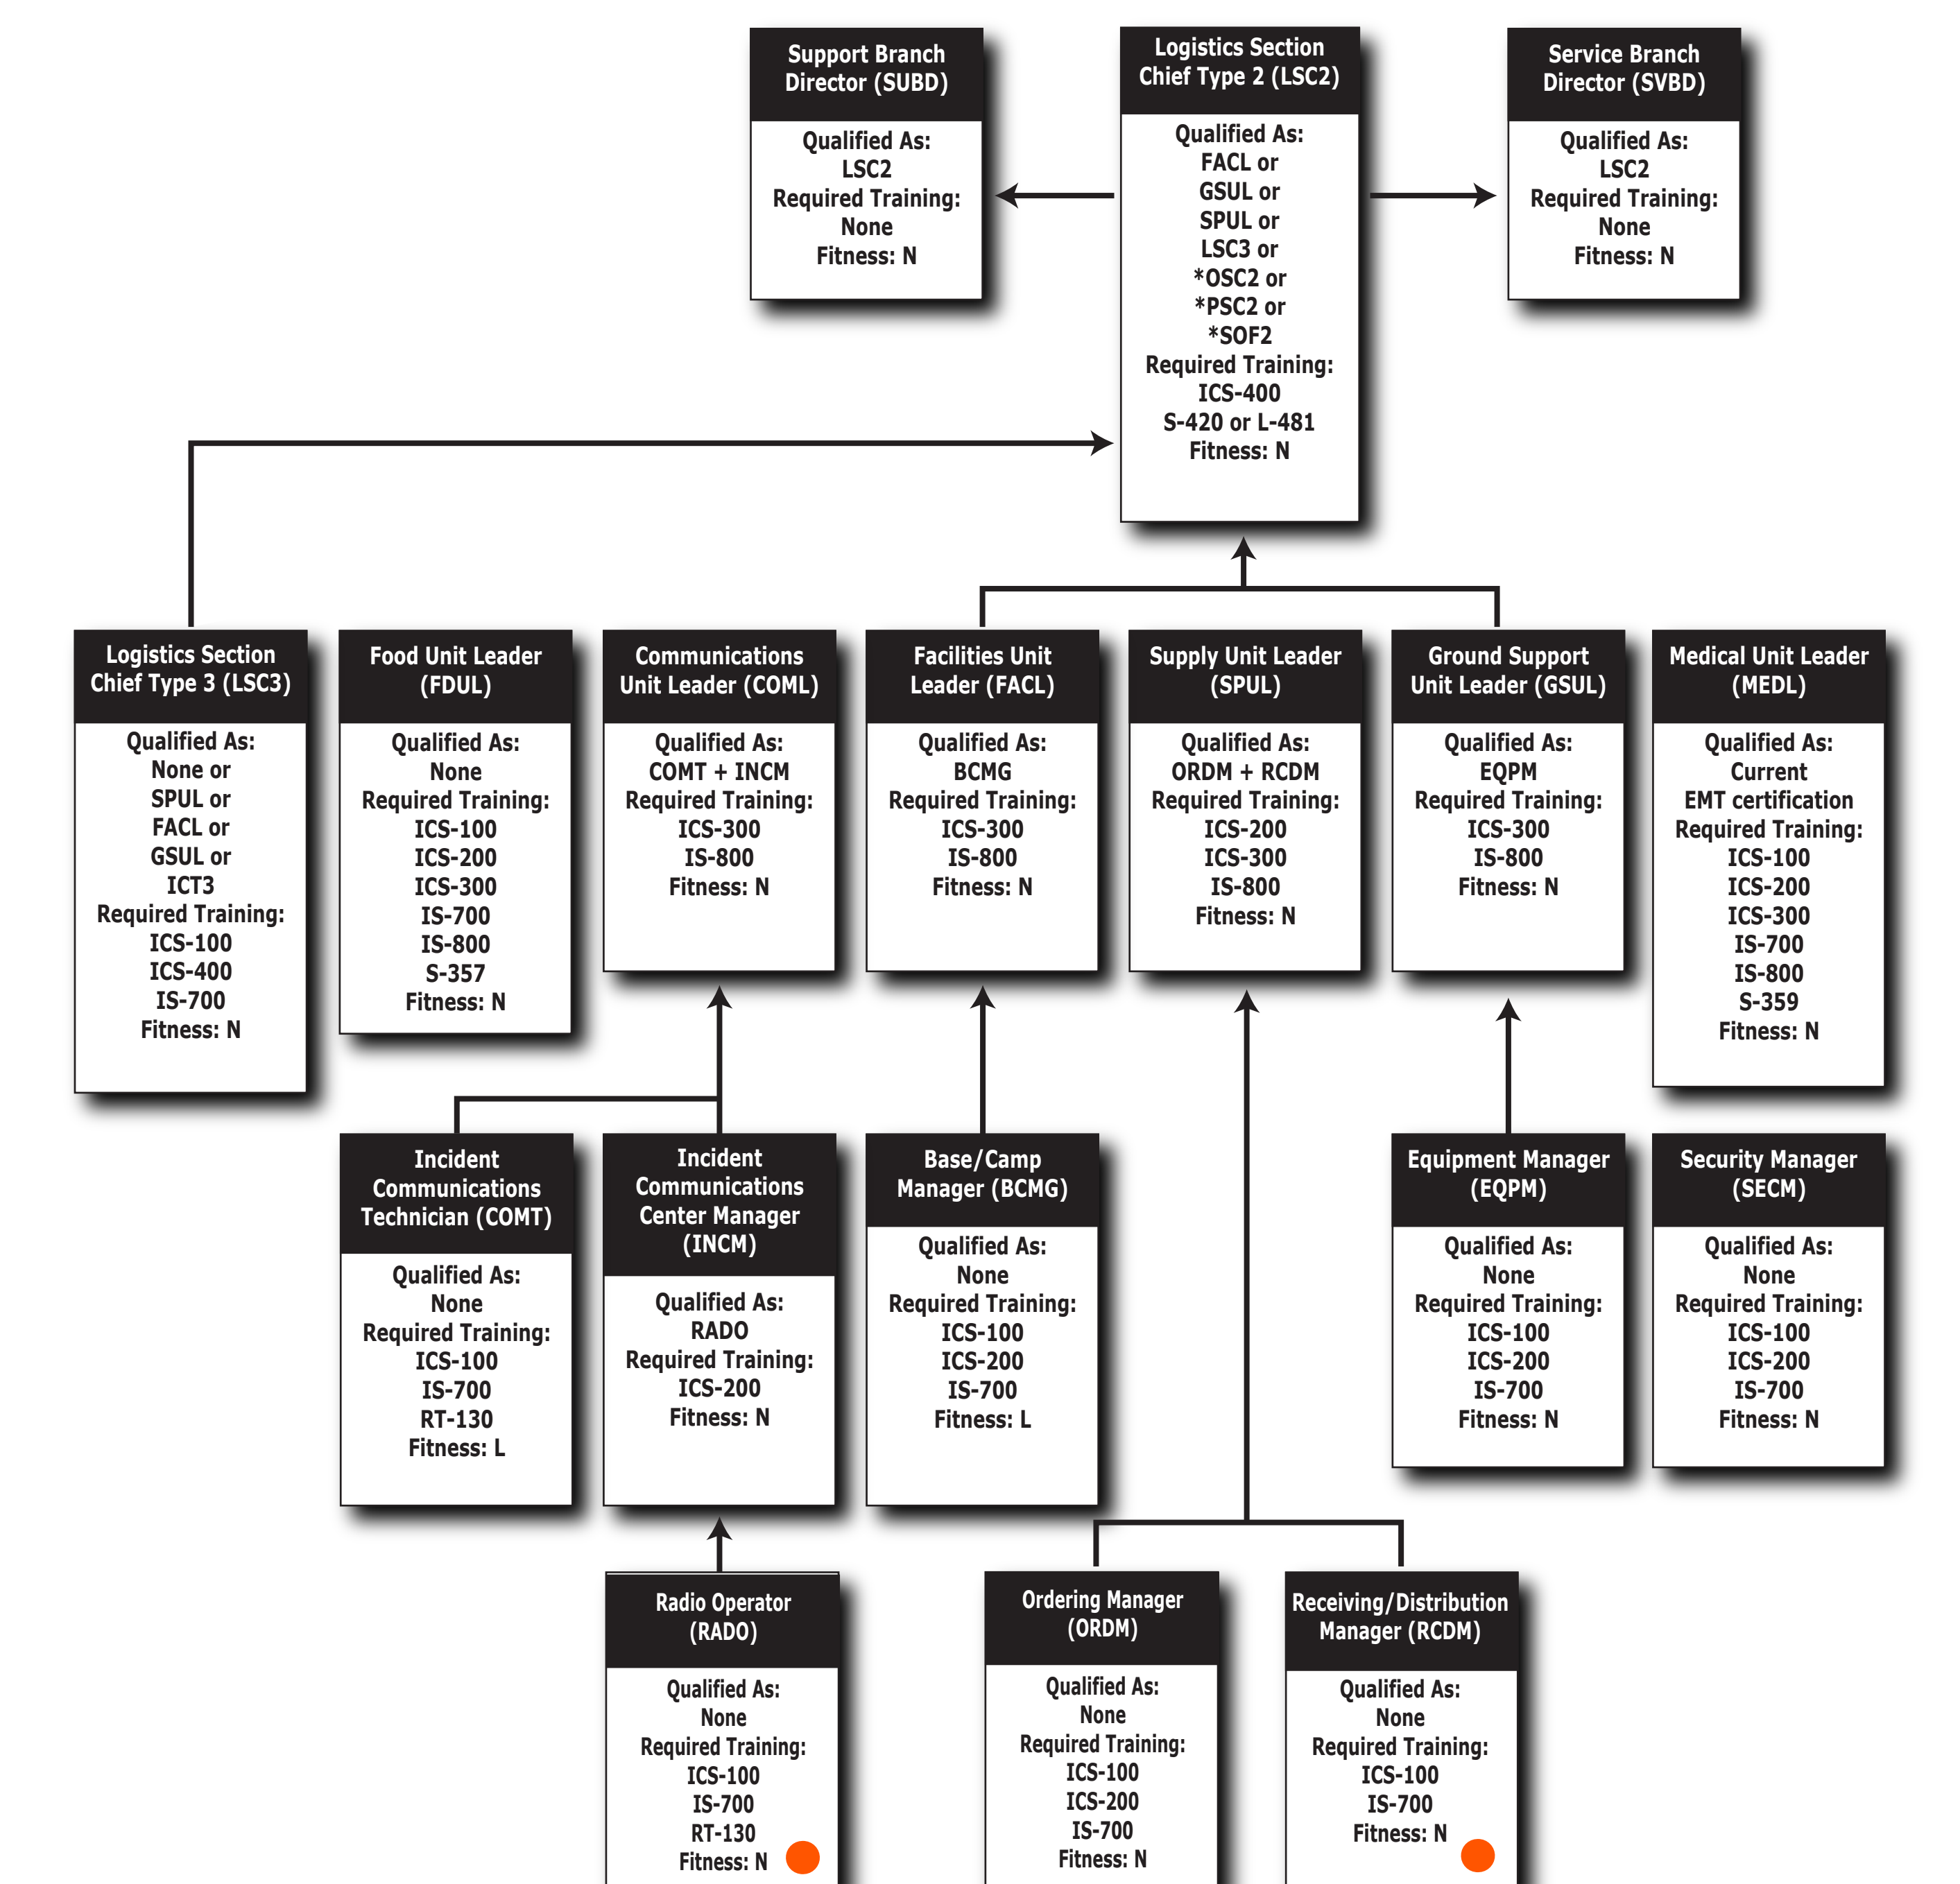 Support Branch
Director (SUBD)
Qualified As:
LSC2
Required Training:
None
Fitness: N
Logistics Section
Chief Type 2 (LSC2)
Qualified As:
FACL or
GSUL or
SPUL or
LSC3 or
*OSC2 or
*PSC2 or
*SOF2
Required Training:
ICS-400
S-420 or L-481
Fitness: N
Service Branch
Director (SVBD)
Qualified As:
LSC2
Required Training:
None
Fitness: N
Logistics Section
Chief Type 3 (LSC3)
Qualified As:
None or
SPUL or
FACL or
GSUL or
ICT3
Required Training:
ICS-100
ICS-400
IS-700
Fitness: N
Food Unit Leader
(FDUL)
Qualified As:
None
Required Training:
ICS-100
ICS-200
ICS-300
IS-700
IS-800
S-357
Fitness: N
Communications
Unit Leader (COML)
Qualified As:
COMT + INCM
Required Training:
ICS-300
IS-800
Fitness: N
Facilities Unit
Leader (FACL)
Qualified As:
BCMG
Required Training:
ICS-300
IS-800
Fitness: N
Supply Unit Leader
(SPUL)
Qualified As:
ORDM + RCDM
Required Training:
ICS-200
ICS-300
IS-800
Fitness: N
Ground Support
Unit Leader (GSUL)
Qualified As:
EQPM
Required Training:
ICS-300
IS-800
Fitness: N
Medical Unit Leader
(MEDL)
Qualified As:
Current
EMT certification
Required Training:
ICS-100
ICS-200
ICS-300
IS-700
IS-800
S-359
Fitness: N
Incident
Communications
Technician (COMT)
Qualified As:
None
Required Training:
ICS-100
IS-700
RT-130
Fitness: L
Incident
Communications
Center Manager
(INCM)
Qualified As:
RADO
Required Training:
ICS-200
Fitness: N
Base/Camp
Manager (BCMG)
Qualified As:
None
Required Training:
ICS-100
ICS-200
IS-700
Fitness: L
Equipment Manager
(EQPM)
Qualified As:
None
Required Training:
ICS-100
ICS-200
IS-700
Fitness: N
Security Manager
(SECM)
Qualified As:
None
Required Training:
ICS-100
ICS-200
IS-700
Fitness: N
Radio Operator
(RADO)
Qualified As:
None
Required Training:
ICS-100
IS-700
RT-130
Fitness: N
Ordering Manager
(ORDM)
Qualified As:
None
Required Training:
ICS-100
ICS-200
IS-700
Fitness: N
Receiving/Distribution
Manager (RCDM)
Qualified As:
None
Required Training:
ICS-100
IS-700
Fitness: N